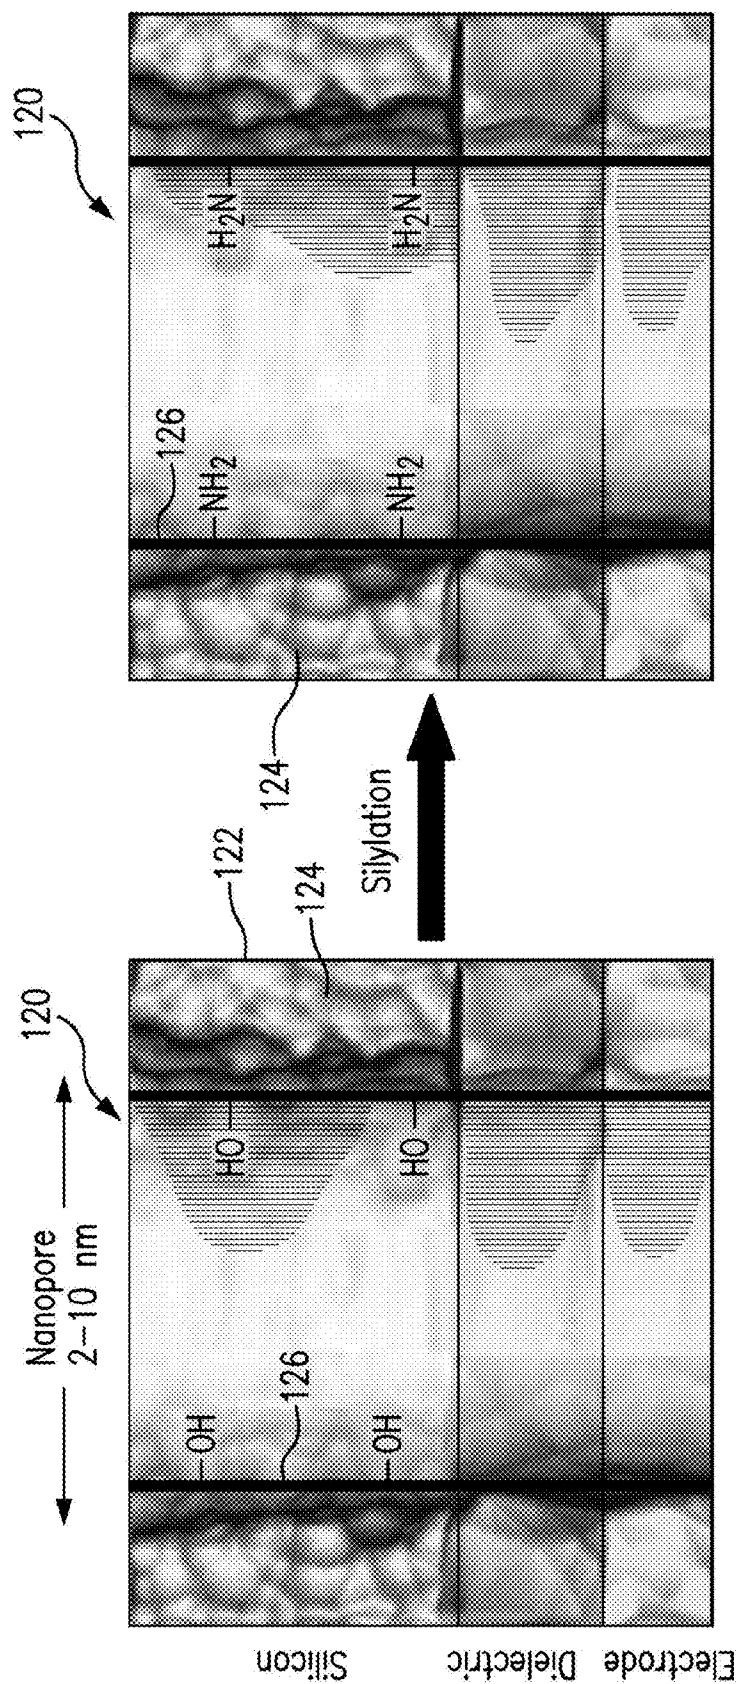 Nanopore
2–10 nm
120
122
124
–OH
–OH
126
HO
HO
Silicon
Dielectric
Electrode
Silylation
120
124
126
–NH2
–NH2
H2N
H2N